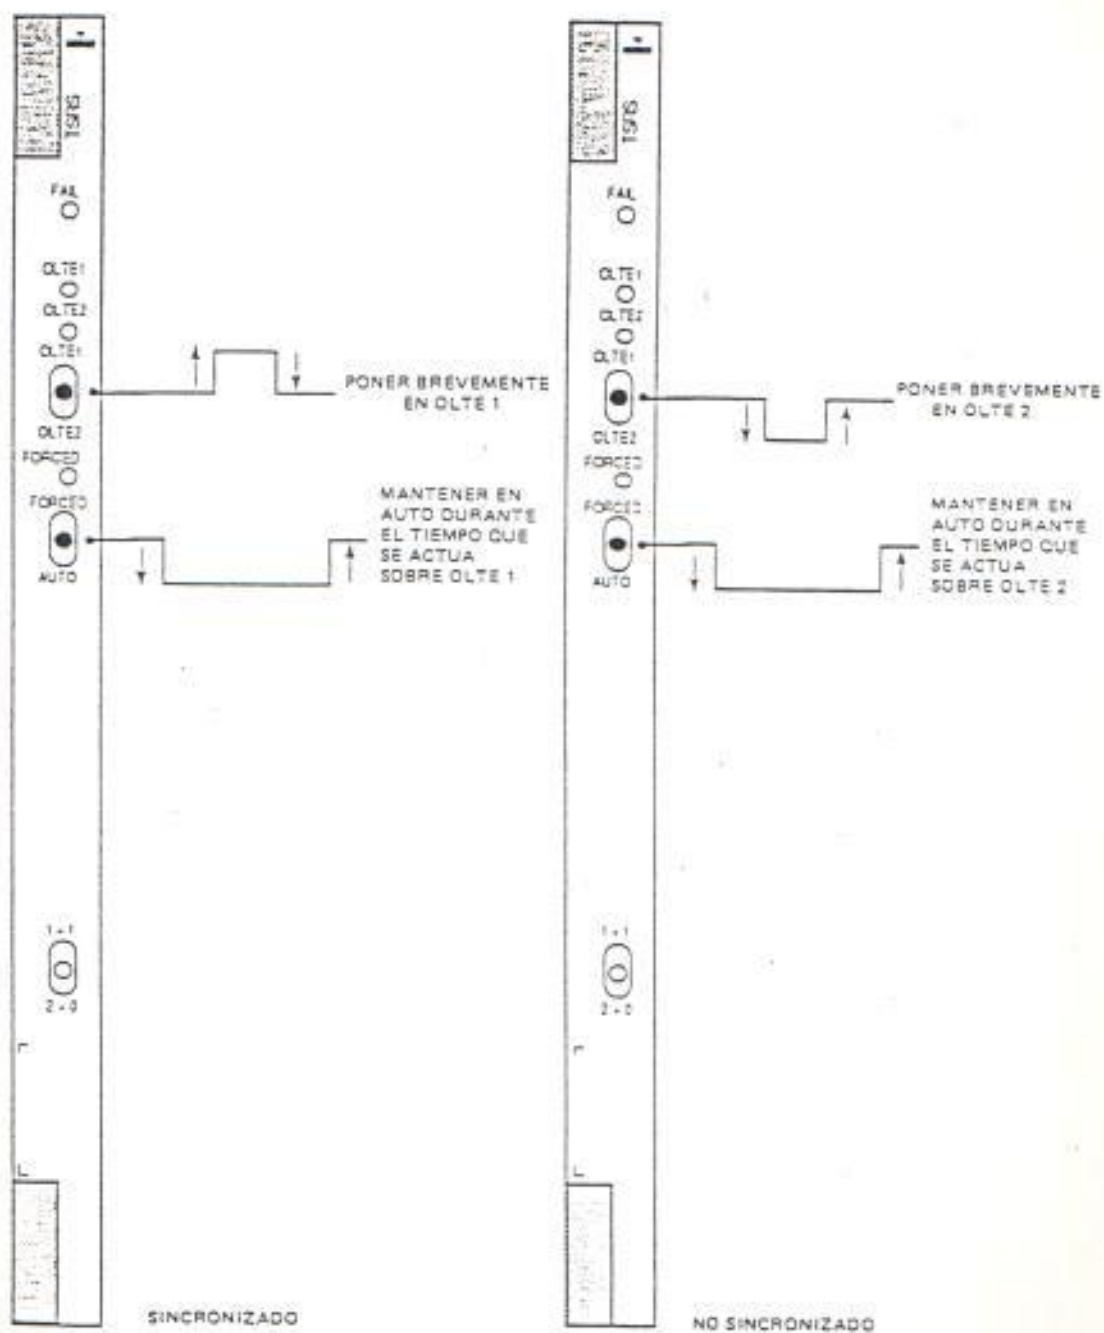 TSRS
FAIL
OLTE1
OLTE2
OLTE1
OLTE2
FORCED
FORCED
AUTO
PONER BREVEMENTE
EN OLTE 1
MANTENER EN
AUTO DURANTE
EL TIEMPO QUE
SE ACTUA
SOBRE OLTE 1
1+1
2+0
SINCRONIZADO
TSRS
FAIL
OLTE1
OLTE2
OLTE1
OLTE2
FORCED
FORCED
AUTO
PONER BREVEMENTE
EN OLTE 2
MANTENER EN
AUTO DURANTE
EL TIEMPO QUE
SE ACTUA
SOBRE OLTE 2
1+1
2+0
NO SINCRONIZADO